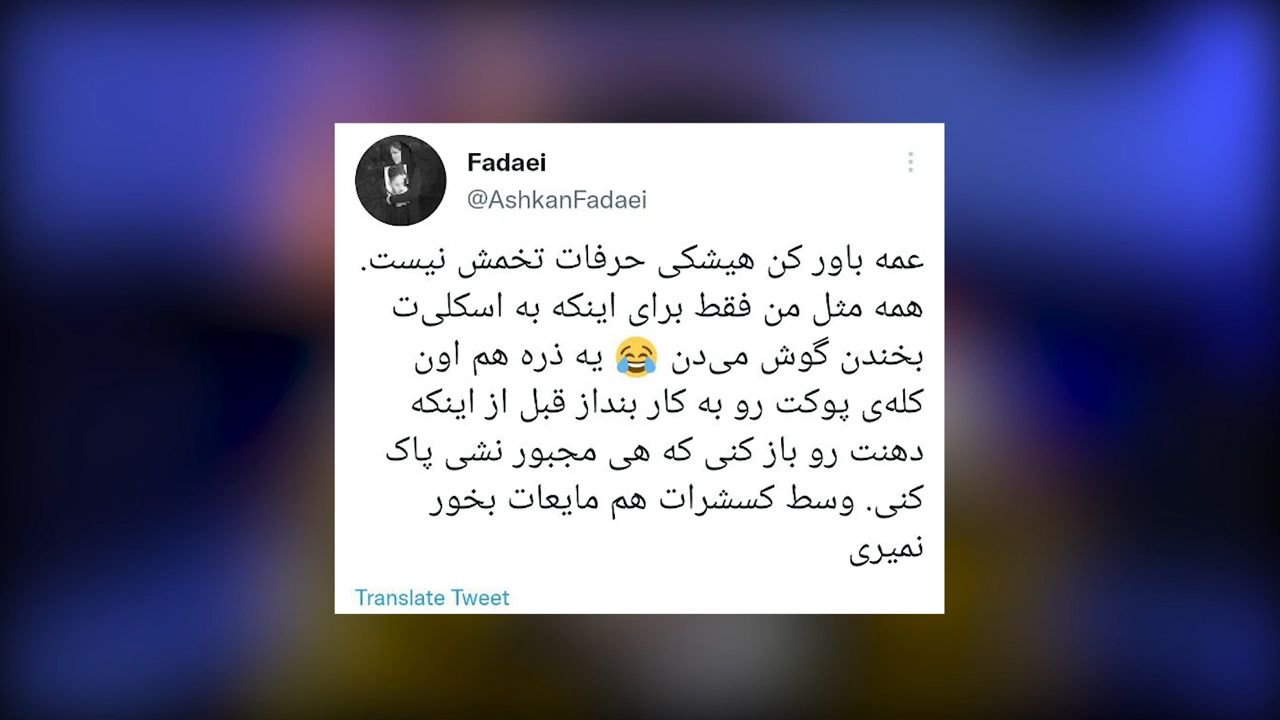 Fadaei
@AshkanFadaei
عمه باور کن هیشکی حرفات تخمش نیست.
همه مثل من فقط برای اینکه به اسکلی‌ت
بخندن گوش می‌دن 😂 یه ذره هم اون
کله‌ی پوکت رو به کار بنداز قبل از اینکه
دهنت رو باز کنی که هی مجبور نشی پاک
کنی. وسط کسشرات هم مایعات بخور
نمیری
Translate Tweet